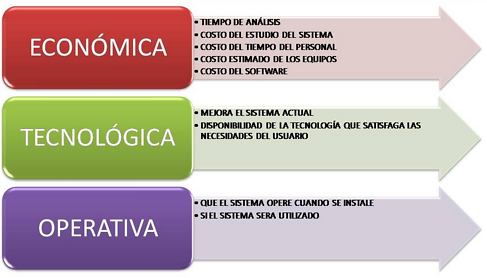 ECONÓMICA
• TIEMPO DE ANÁLISIS
• COSTO DEL ESTUDIO DEL SISTEMA
• COSTO DEL TIEMPO DEL PERSONAL
• COSTO ESTIMADO DE LOS EQUIPOS
• COSTO DEL SOFTWARE
TECNOLÓGICA
• MEJORA EL SISTEMA ACTUAL
• DISPONIBILIDAD DE LA TECNOLOGÍA QUE SATISFAGA LAS
NECESIDADES DEL USUARIO
OPERATIVA
• QUE EL SISTEMA OPERE CUANDO SE INSTALE
• SI EL SISTEMA SERA UTILIZADO